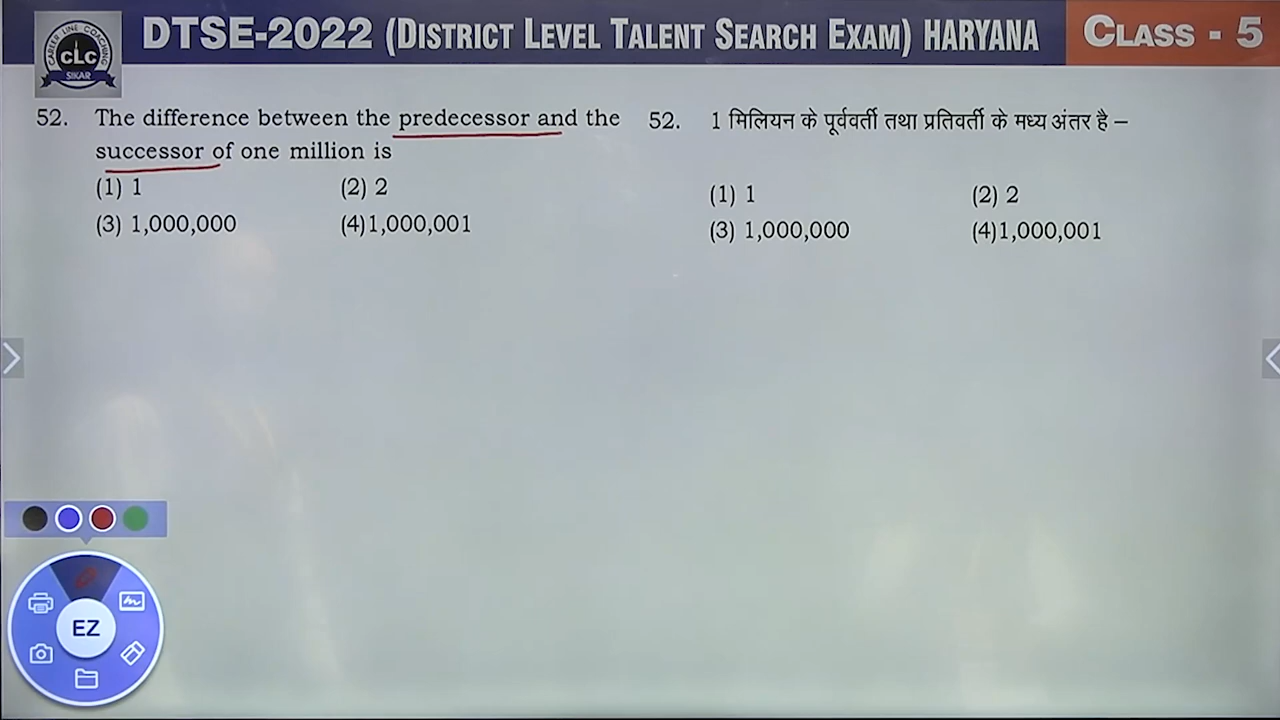 CAREER LINE COACHING
CLC
SIKAR
DTSE-2022 (DISTRICT LEVEL TALENT SEARCH EXAM) HARYANA
CLASS - 5
52. The difference between the predecessor and the
successor of one million is
(1) 1 (2) 2
(3) 1,000,000 (4)1,000,001
52. 1 मिलियन के पूर्ववर्ती तथा प्रतिवर्ती के मध्य अंतर है –
(1) 1 (2) 2
(3) 1,000,000 (4)1,000,001
EZ